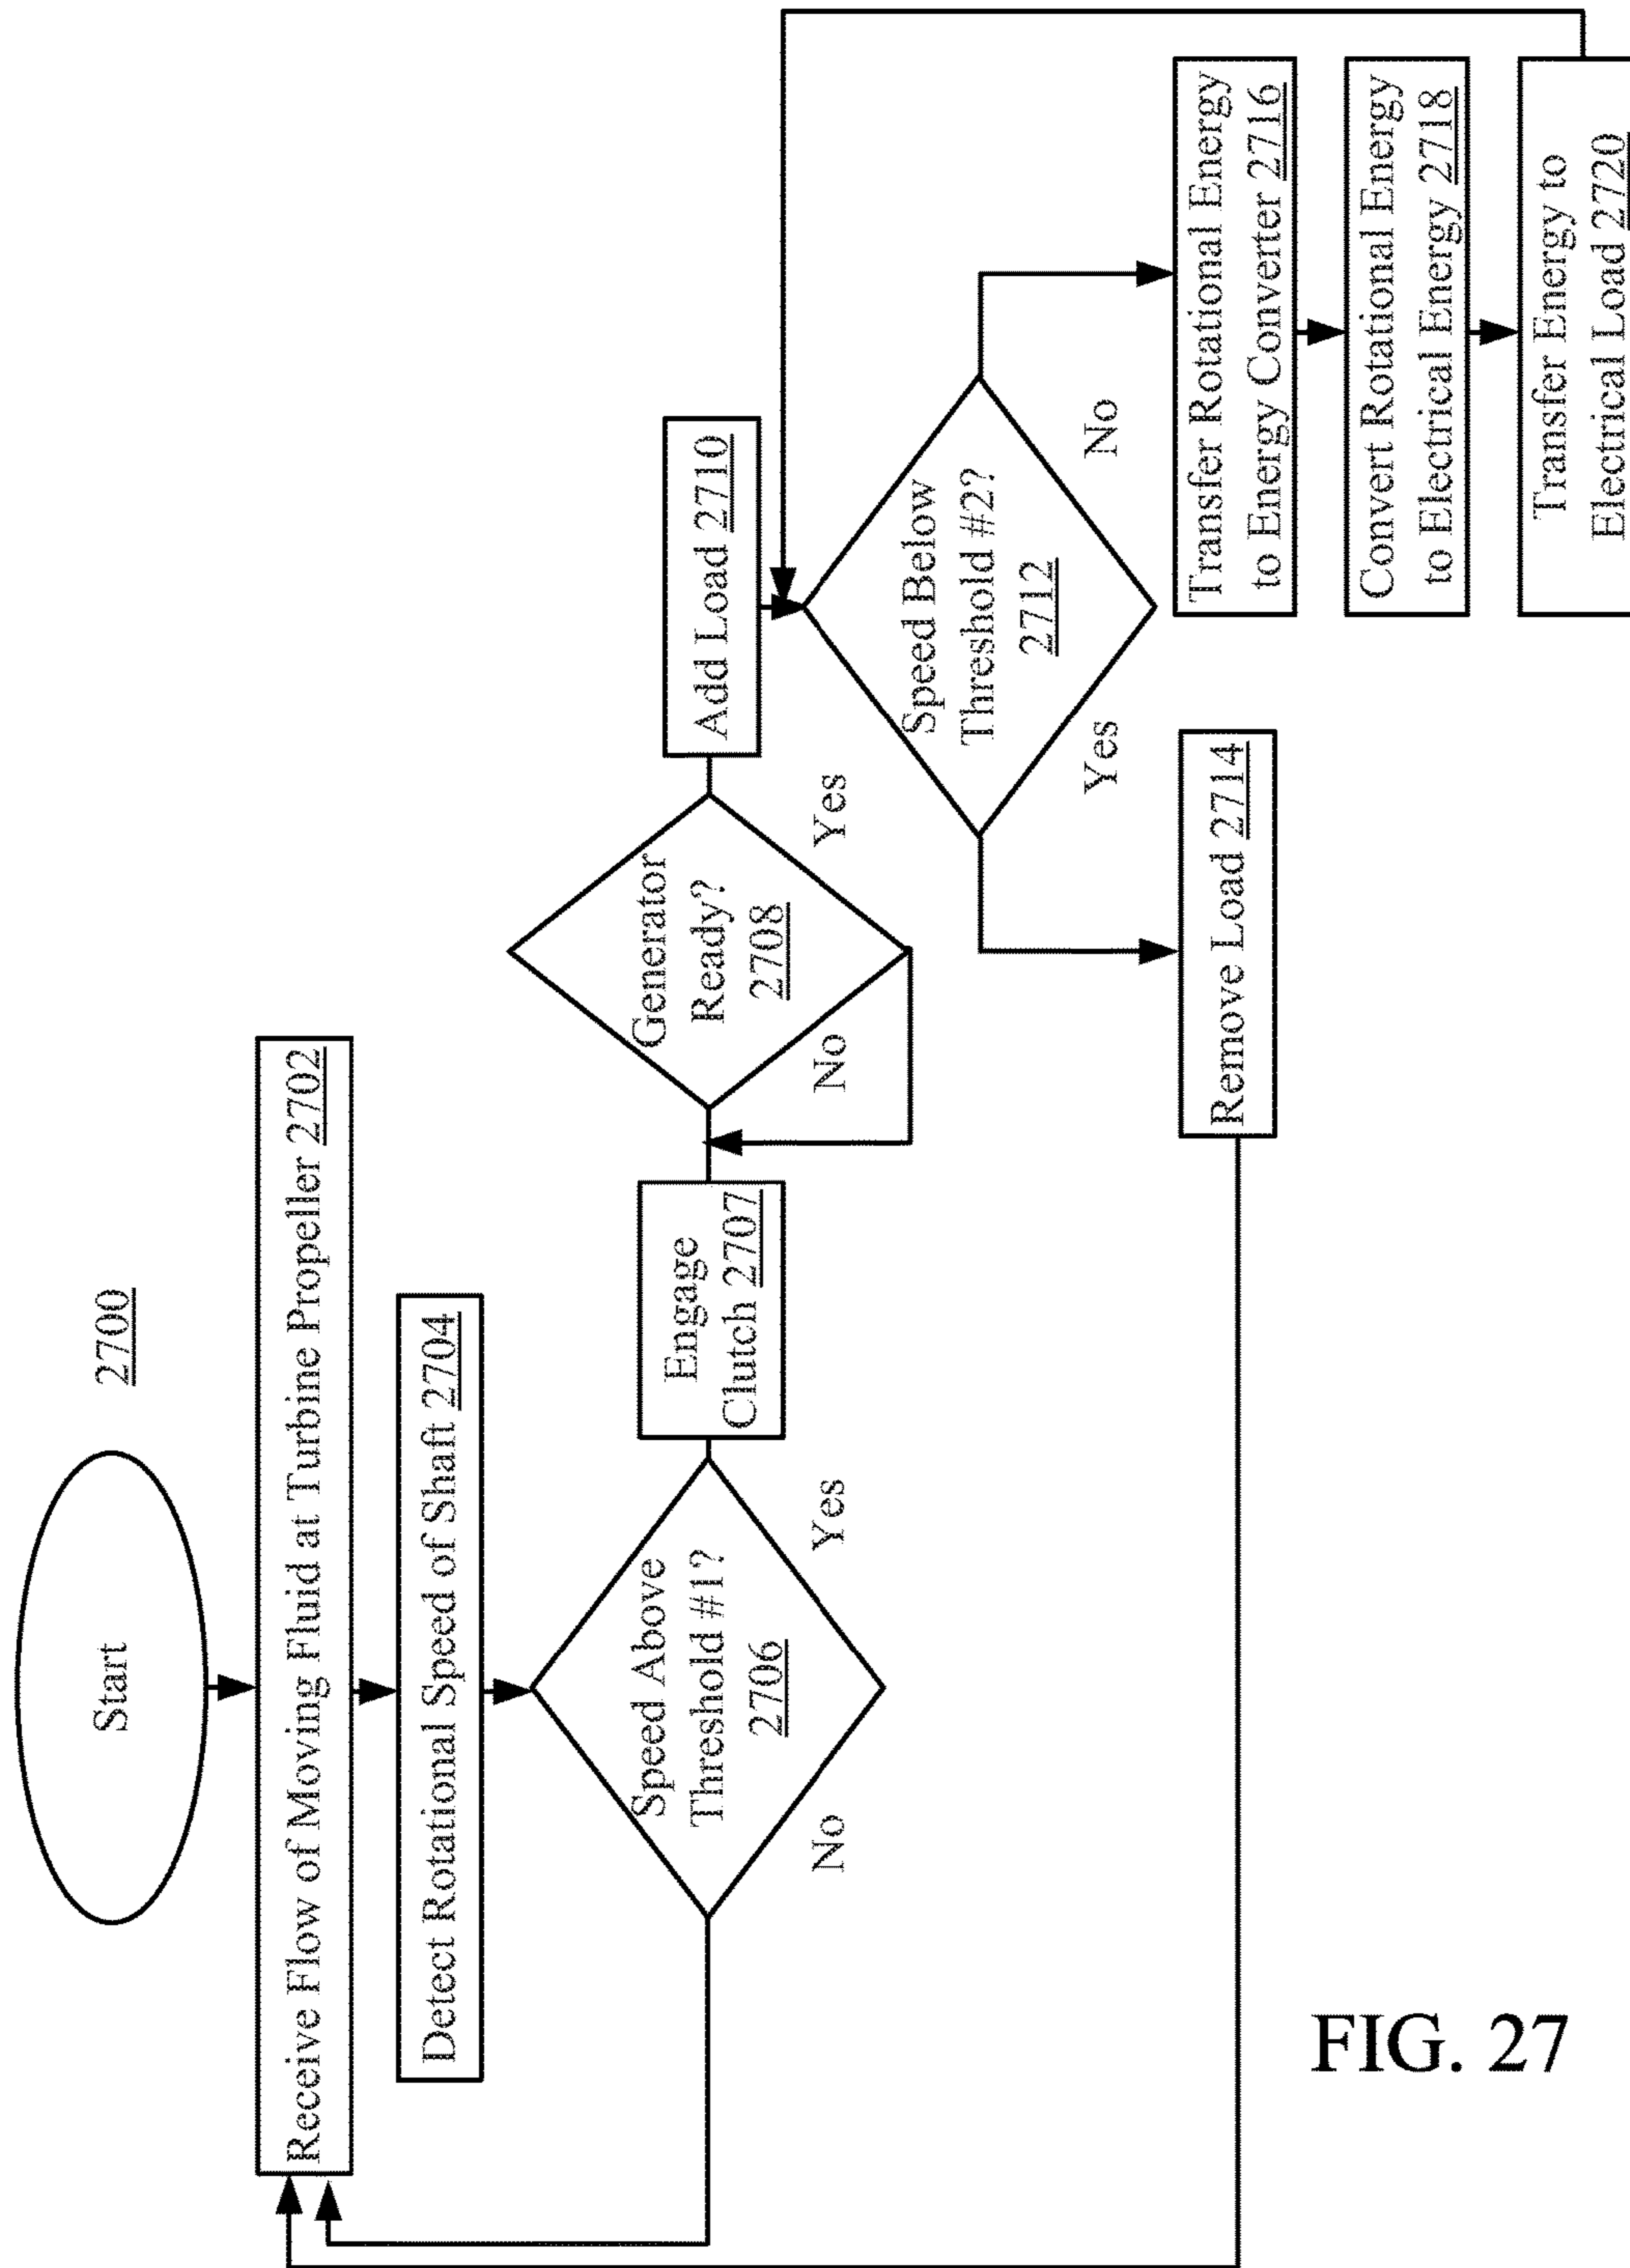 2700
Start
Receive Flow of Moving Fluid at Turbine Propeller 2702
Detect Rotational Speed of Shaft 2704
Speed Above
Threshold #1?
2706
No
Yes
Engage
Clutch 2707
Generator
Ready?
2708
No
Yes
Add Load 2710
Speed Below
Threshold #2?
2712
Yes
No
Remove Load 2714
Transfer Rotational Energy
to Energy Converter 2716
Convert Rotational Energy
to Electrical Energy 2718
Transfer Energy to
Electrical Load 2720
FIG. 27